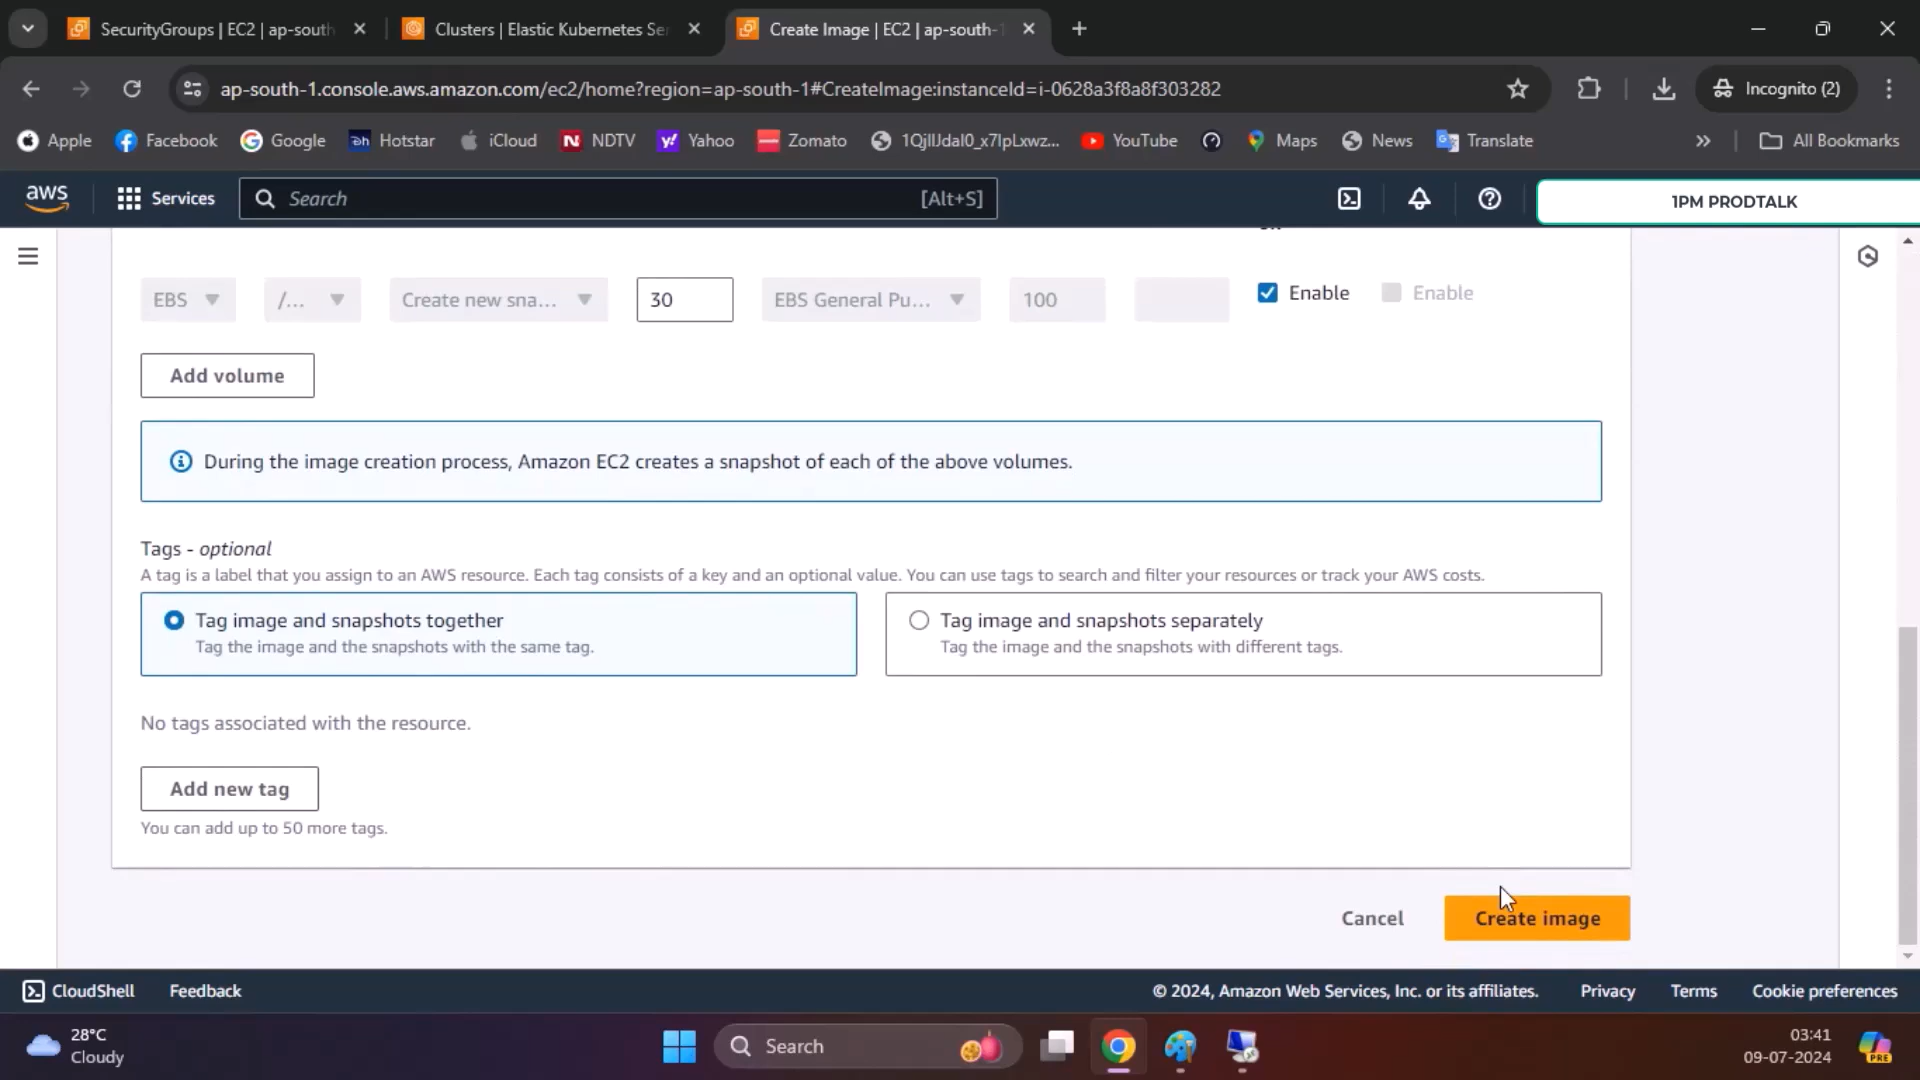 SecurityGroups | EC2 | ap-south
Clusters | Elastic Kubernetes Ser
Create Image | EC2 | ap-south-1
ap-south-1.console.aws.amazon.com/ec2/home?region=ap-south-1#CreateImage:instanceId=i-0628a3f8a8f303282
Incognito (2)
Apple
Facebook
Google
Hotstar
iCloud
NDTV
Yahoo
Zomato
YouTube
Maps
News
Translate
All Bookmarks
aws
Services
Search
[Alt+S]
1PM PRODTALK
EBS
/...
Create new sna...
30
EBS General Pu...
100
Enable
Enable
Add volume
During the image creation process, Amazon EC2 creates a snapshot of each of the above volumes.
Tags - optional
A tag is a label that you assign to an AWS resource. Each tag consists of a key and an optional value. You can use tags to search and filter your resources or track your AWS costs.
Tag image and snapshots together
Tag the image and the snapshots with the same tag.
Tag image and snapshots separately
Tag the image and the snapshots with different tags.
No tags associated with the resource.
Add new tag
You can add up to 50 more tags.
Cancel
Create image
CloudShell
Feedback
© 2024, Amazon Web Services, Inc. or its affiliates.
Privacy
Terms
Cookie preferences
28°C
Cloudy
Search
03:41
09-07-2024
PRE